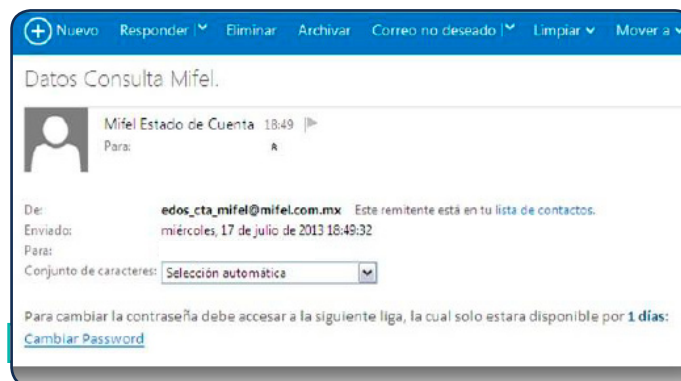 Nuevo Responder Eliminar Archivar Correo no deseado Limpiar Mover a
Datos Consulta Mifel.
Mifel Estado de Cuenta 18:49
Para: R
De: edos_cta_mifel@mifel.com.mx Este remitente está en tu lista de contactos.
Enviado: miércoles, 17 de julio de 2013 18:49:32
Para:
Conjunto de caracteres: Selección automática
Para cambiar la contraseña debe accesar a la siguiente liga, la cual solo estara disponible por 1 días:
Cambiar Password